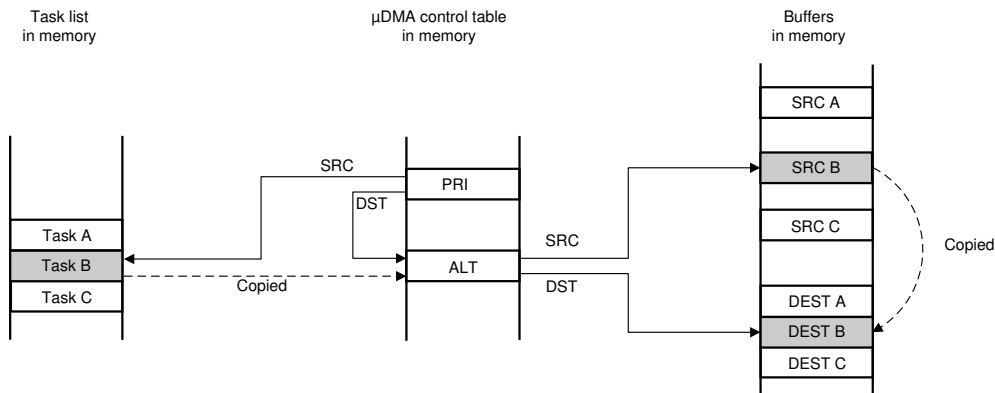 Task list
in memory
µDMA control table
in memory
Buffers
in memory
SRC A
SRC
PRI
SRC B
DST
Task A
SRC C
SRC
Task B
ALT
Copied
Copied
DST
Task C
DEST A
DEST B
DEST C